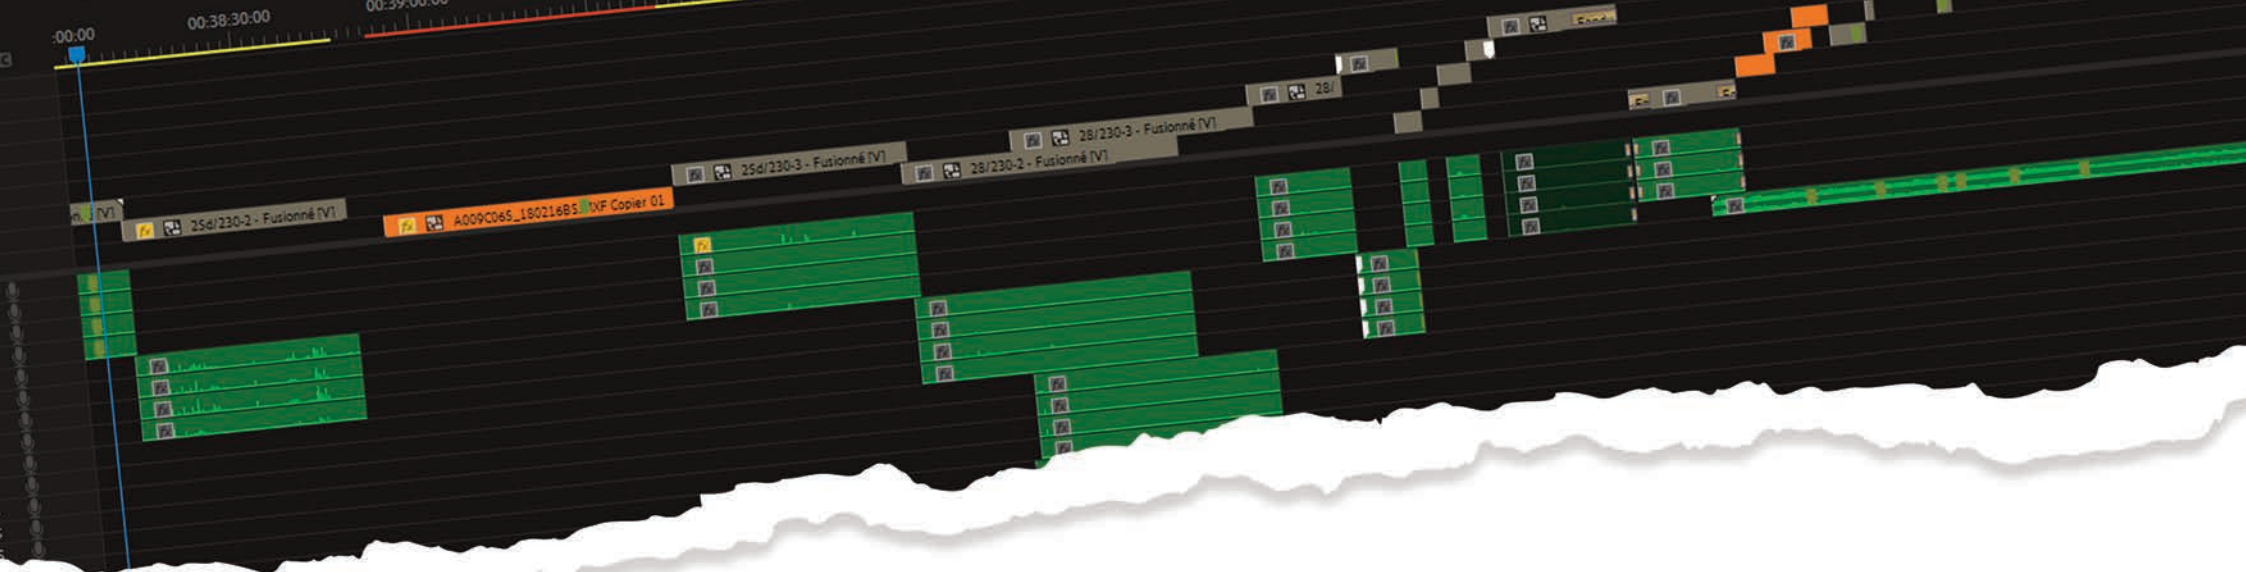 :00:00
00:38:30:00
00:39:00:00
25d/230-2 - Fusionné [V]
A009C065_180216BS
XF Copier 01
25d/230-3 - Fusionné [V]
28/230-2 - Fusionné [V]
28/230-3 - Fusionné [V]
28/